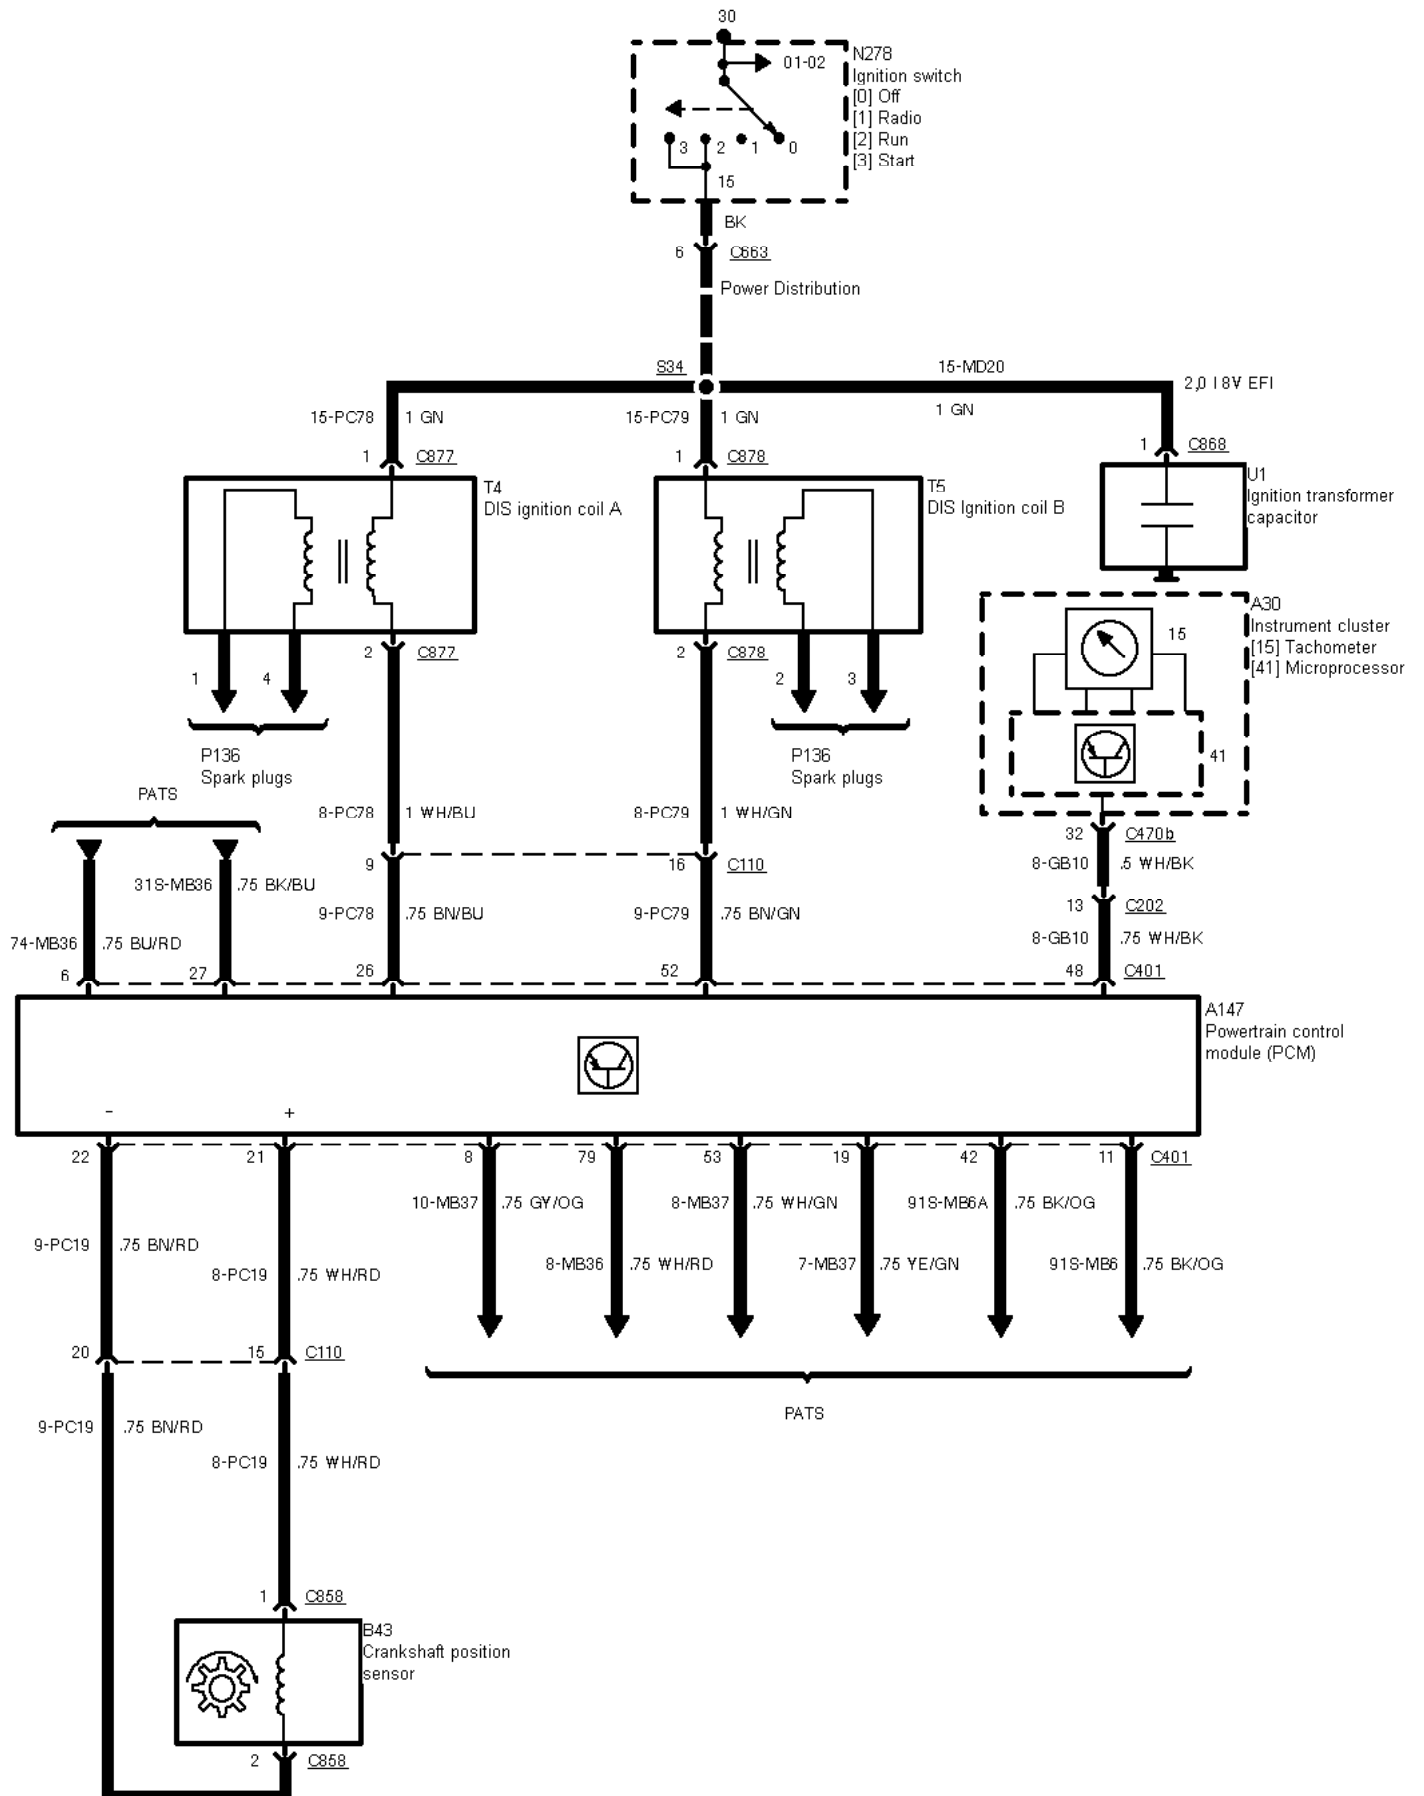 30
01-02
N278
Ignition switch
[0] Off
[1] Radio
[2] Run
[3] Start
3 2 1 0
15
BK
6 C663
Power Distribution
S34
15-MD20
1 GN
2,0 l 8V EFI
15-PC78 1 GN
15-PC79 1 GN
1 C877
1 C878
1 C868
T4
DIS ignition coil A
T5
DIS Ignition coil B
U1
Ignition transformer
capacitor
A30
Instrument cluster
[15] Tachometer
[41] Microprocessor
15
41
2 C877
2 C878
1 4
2 3
P136
Spark plugs
P136
Spark plugs
PATS
8-PC78 1 WH/BU
8-PC79 1 WH/GN
32 C470b
8-GB10 .5 WH/BK
9 16 C110
31S-MB36 .75 BK/BU
9-PC78 .75 BN/BU
9-PC79 .75 BN/GN
13 C202
8-GB10 .75 WH/BK
74-MB36 .75 BU/RD
6 27 26 52 48 C401
A147
Powertrain control
module (PCM)
- +
22 21 8 79 53 19 42 11 C401
10-MB37 .75 GY/OG
8-MB37 .75 WH/GN
91S-MB6A .75 BK/OG
9-PC19 .75 BN/RD
8-PC19 .75 WH/RD
8-MB36 .75 WH/RD
7-MB37 .75 YE/GN
91S-MB6 .75 BK/OG
20 15 C110
PATS
9-PC19 .75 BN/RD
8-PC19 .75 WH/RD
1 C858
B43
Crankshaft position
sensor
2 C858